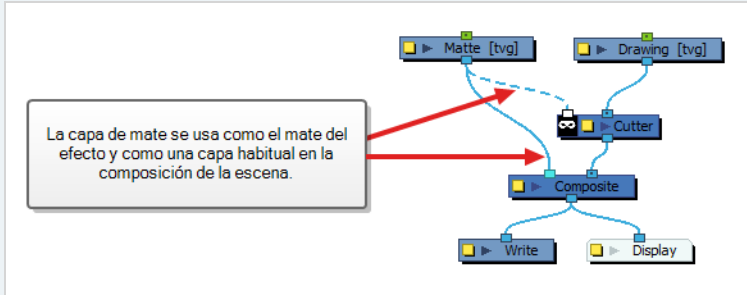 Matte [tvg]
Drawing [tvg]
La capa de mate se usa como el mate del
efecto y como una capa habitual en la
composición de la escena.
Cutter
Composite
Write
Display